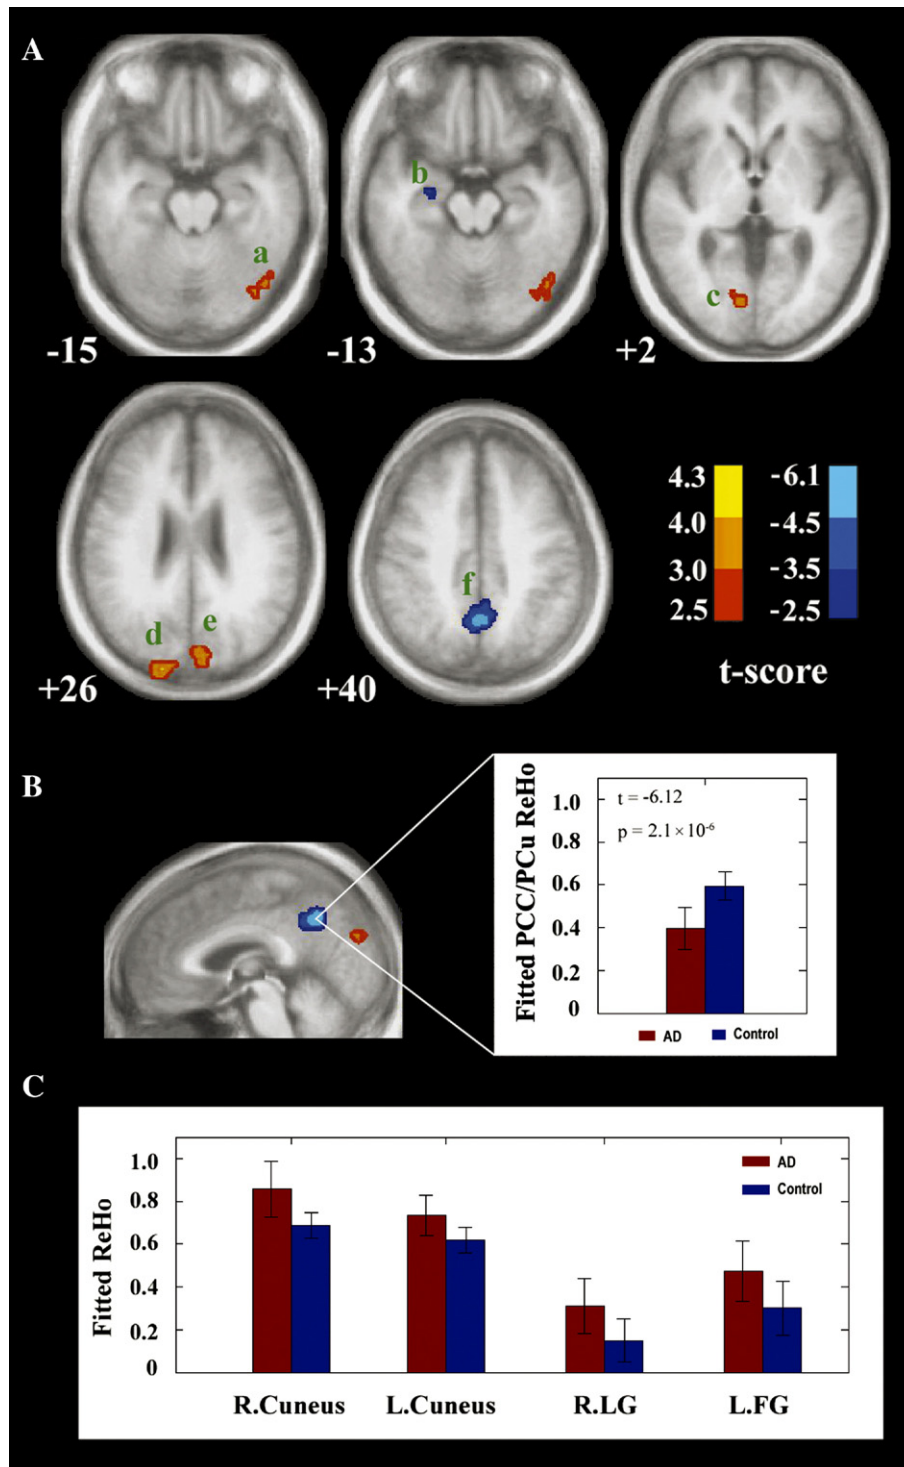 A
a
b
c
-15
-13
+2
d
e
f
+26
+40
4.3
4.0
3.0
2.5
-6.1
-4.5
-3.5
-2.5
t-score
B
Fitted PCC/PCu ReHo
1.0
0.8
0.6
0.4
0.2
0
t = -6.12
p = 2.1 × 10-6
AD
Control
C
Fitted ReHo
1.0
0.8
0.6
0.4
0.2
0
AD
Control
R.Cuneus
L.Cuneus
R.LG
L.FG